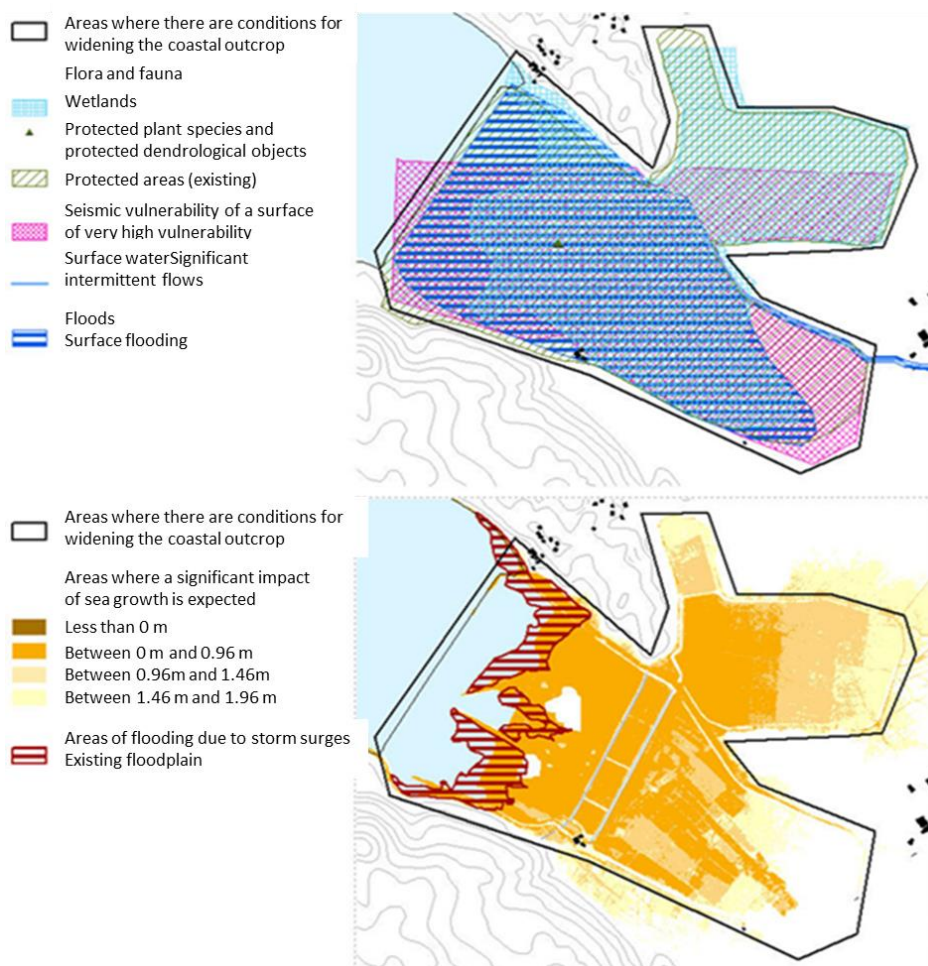 Areas where there are conditions for
widening the coastal outcrop
Flora and fauna
Wetlands
Protected plant species and
protected dendrological objects
Protected areas (existing)
Seismic vulnerability of a surface
of very high vulnerability
Surface waterSignificant
intermittent flows
Floods
Surface flooding
Areas where there are conditions for
widening the coastal outcrop
Areas where a significant impact
of sea growth is expected
Less than 0 m
Between 0 m and 0.96 m
Between 0.96m and 1.46m
Between 1.46 m and 1.96 m
Areas of flooding due to storm surges
Existing floodplain